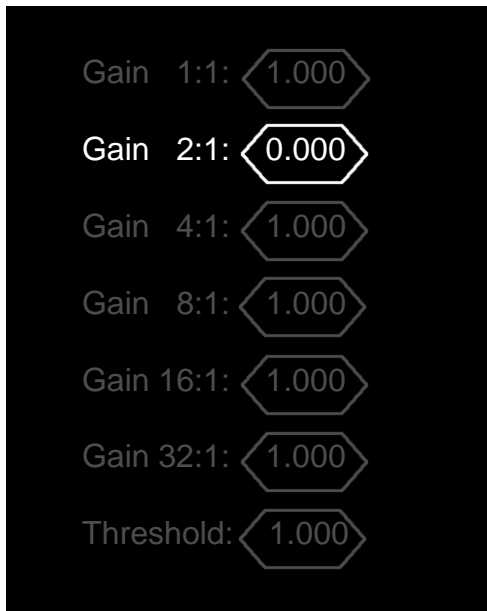 Gain 1:1: 1.000
Gain 2:1: 0.000
Gain 4:1: 1.000
Gain 8:1: 1.000
Gain 16:1: 1.000
Gain 32:1: 1.000
Threshold: 1.000